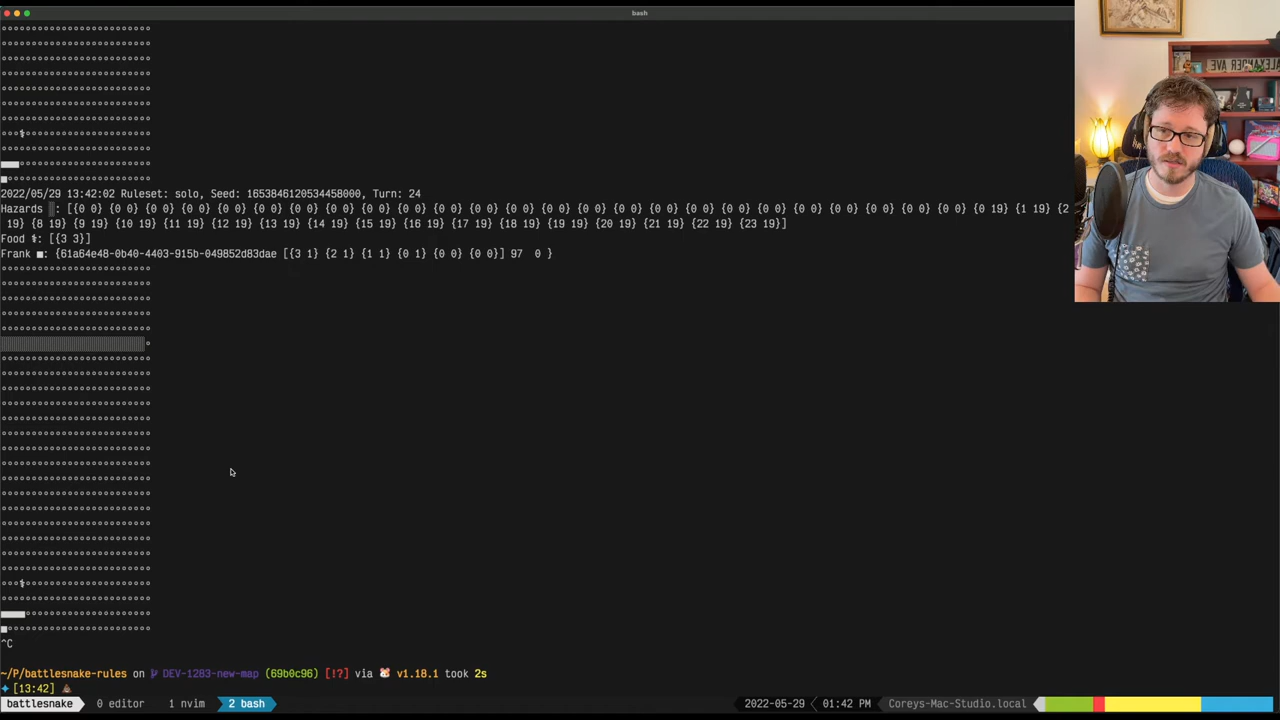 bash
ALEXANDER AVE
2022/05/29 13:42:02 Ruleset: solo, Seed: 1653846120534458000, Turn: 24
Hazards ░: [{0 0} {0 0} {0 0} {0 0} {0 0} {0 0} {0 0} {0 0} {0 0} {0 0} {0 0} {0 0} {0 0} {0 0} {0 0} {0 0} {0 0} {0 0} {0 0} {0 0} {0 0} {0 0} {0 0} {0 0} {0 0} {0 19} {1 19} {2
19} {8 19} {9 19} {10 19} {11 19} {12 19} {13 19} {14 19} {15 19} {16 19} {17 19} {18 19} {19 19} {20 19} {21 19} {22 19} {23 19}]
Food ⚕: [{3 3}]
Frank ■: {61a64e48-0b40-4403-915b-049852d83dae [{3 1} {2 1} {1 1} {0 1} {0 0} {0 0}] 97 0 }
^C
~/P/battlesnake-rules on DEV-1283-new-map (69b0c96) [!?] via 🐹 v1.18.1 took 2s
✦ [13:42] 💩
battlesnake 0 editor 1 nvim 2 bash 2022-05-29 01:42 PM Coreys-Mac-Studio.local